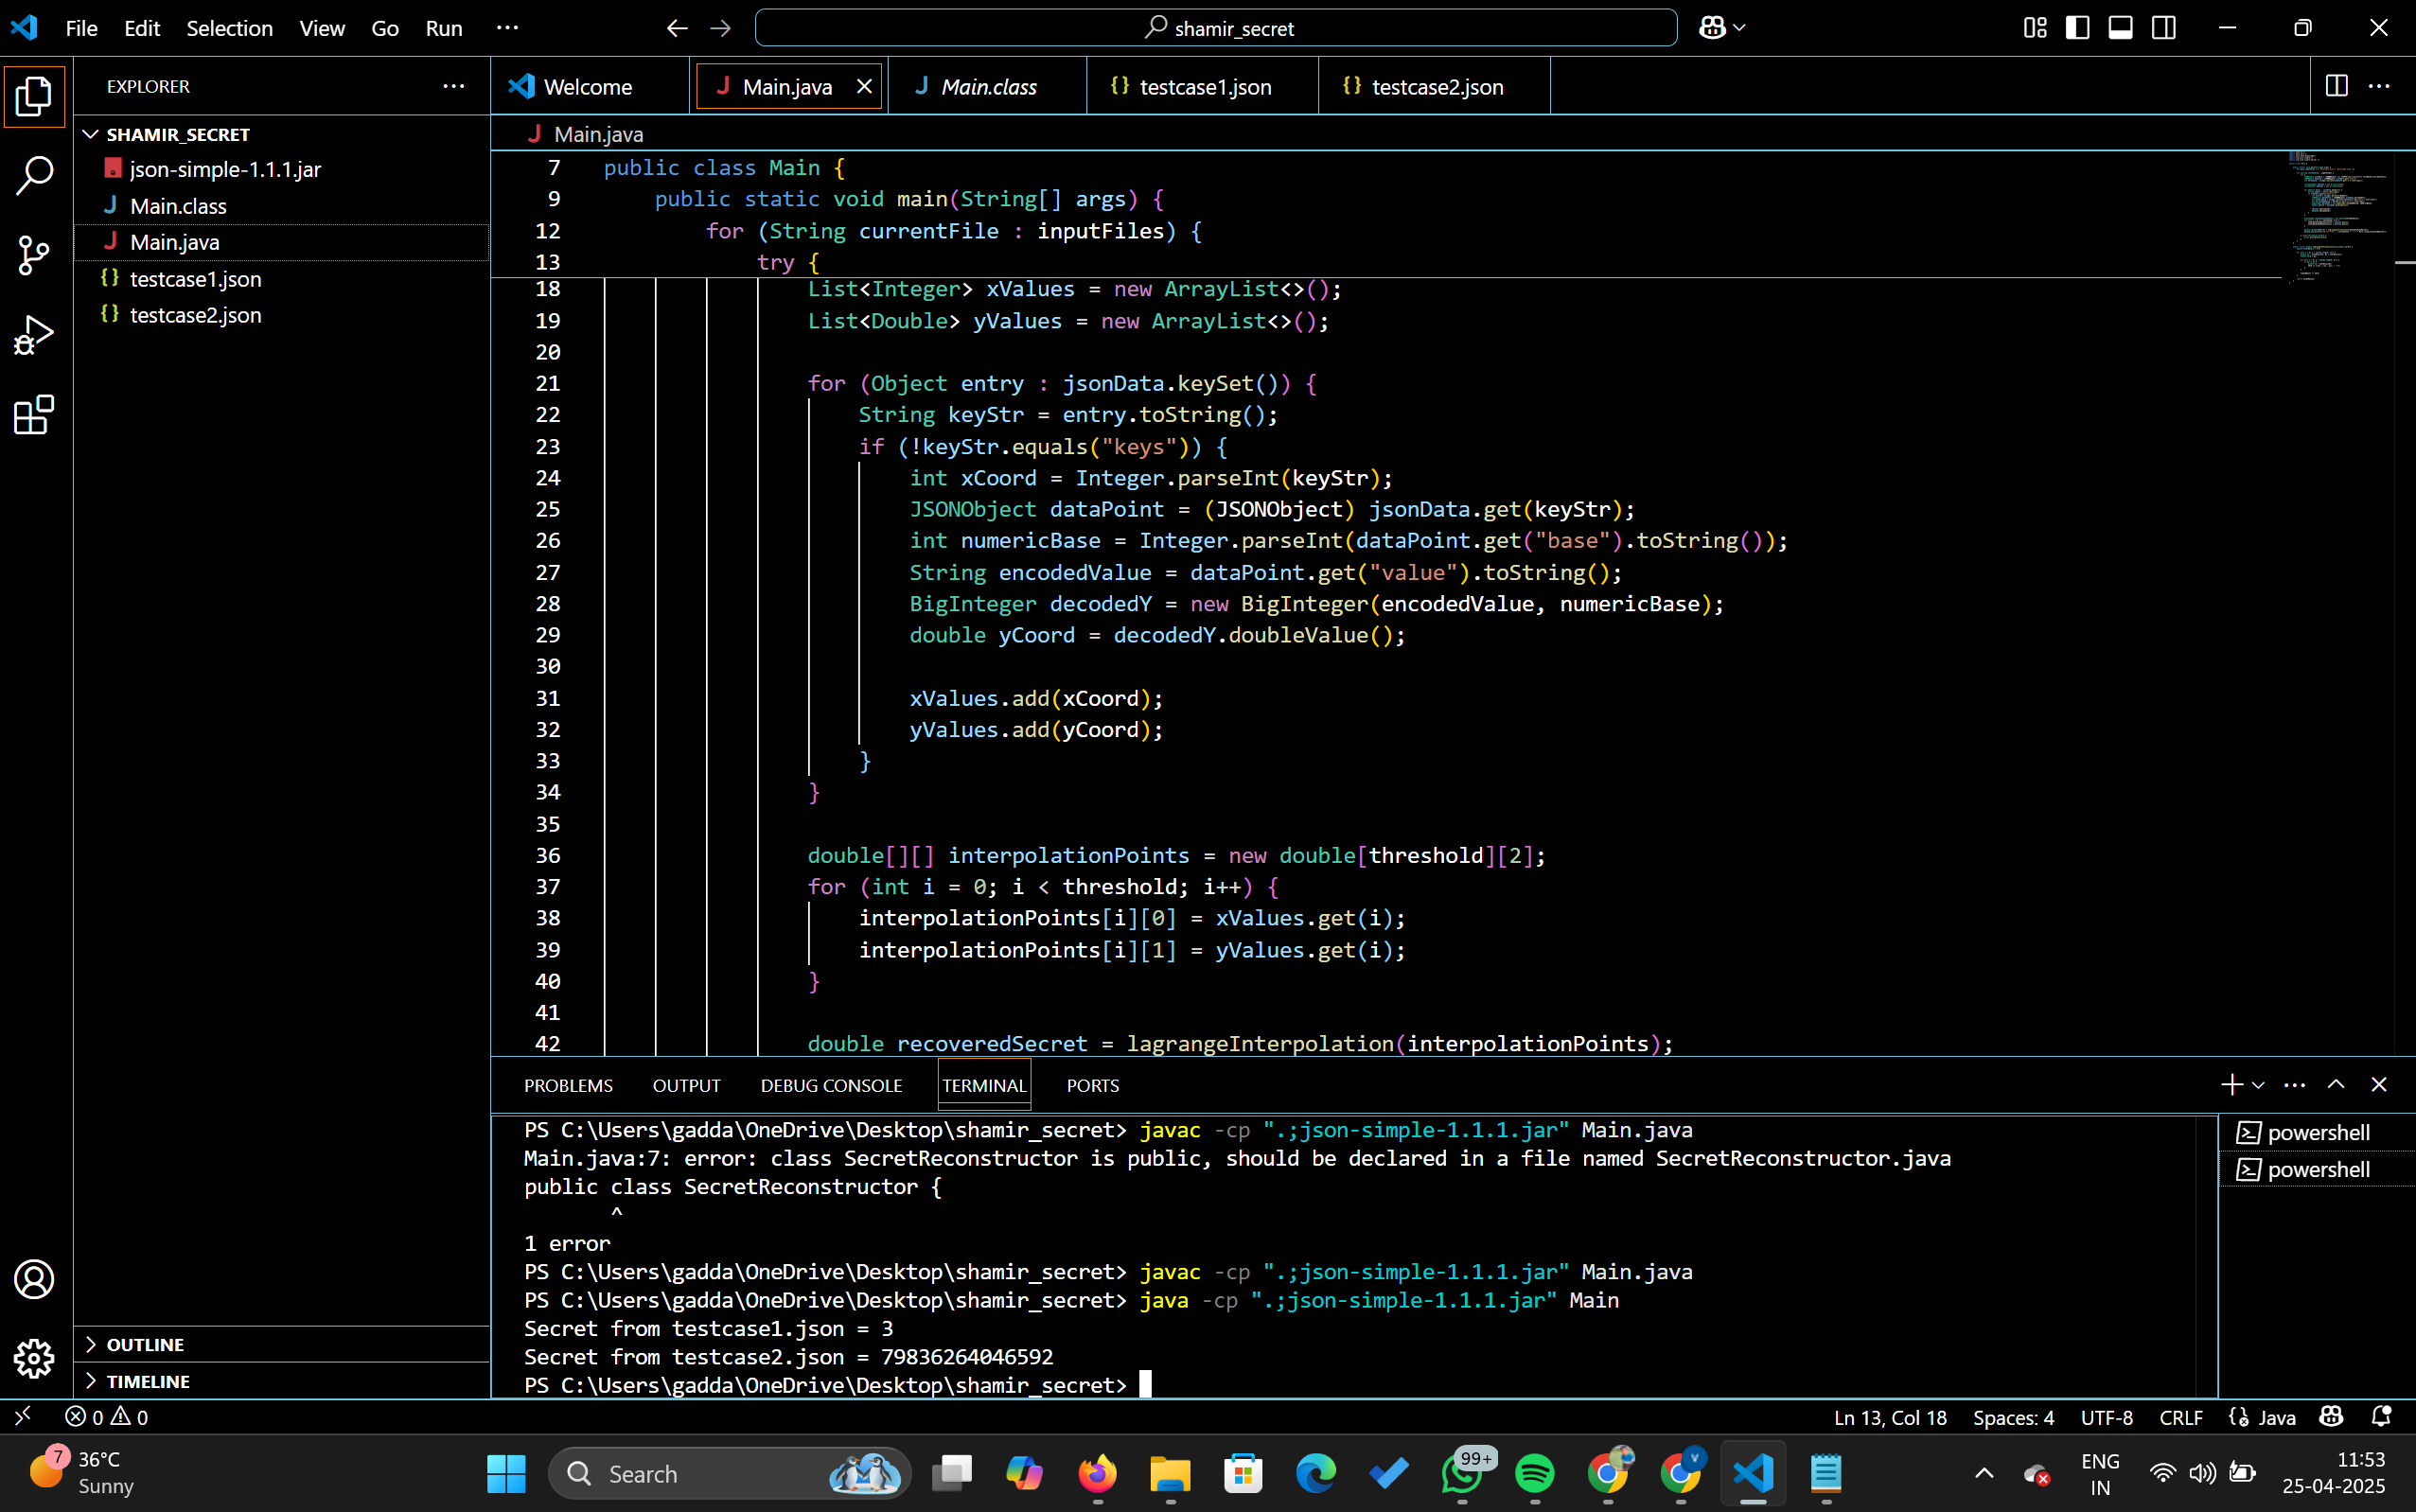 File Edit Selection View Go Run ···
shamir_secret
EXPLORER
SHAMIR_SECRET
json-simple-1.1.1.jar
Main.class
Main.java
testcase1.json
testcase2.json
OUTLINE
TIMELINE
Welcome
Main.java
Main.class
testcase1.json
testcase2.json
Main.java
7 public class Main {
9 public static void main(String[] args) {
12 for (String currentFile : inputFiles) {
13 try {
18 List<Integer> xValues = new ArrayList<>();
19 List<Double> yValues = new ArrayList<>();
20
21 for (Object entry : jsonData.keySet()) {
22 String keyStr = entry.toString();
23 if (!keyStr.equals("keys")) {
24 int xCoord = Integer.parseInt(keyStr);
25 JSONObject dataPoint = (JSONObject) jsonData.get(keyStr);
26 int numericBase = Integer.parseInt(dataPoint.get("base").toString());
27 String encodedValue = dataPoint.get("value").toString();
28 BigInteger decodedY = new BigInteger(encodedValue, numericBase);
29 double yCoord = decodedY.doubleValue();
30
31 xValues.add(xCoord);
32 yValues.add(yCoord);
33 }
34 }
35
36 double[][] interpolationPoints = new double[threshold][2];
37 for (int i = 0; i < threshold; i++) {
38 interpolationPoints[i][0] = xValues.get(i);
39 interpolationPoints[i][1] = yValues.get(i);
40 }
41
42 double recoveredSecret = lagrangeInterpolation(interpolationPoints);
PROBLEMS OUTPUT DEBUG CONSOLE TERMINAL PORTS
PS C:\Users\gadda\OneDrive\Desktop\shamir_secret> javac -cp ".;json-simple-1.1.1.jar" Main.java
Main.java:7: error: class SecretReconstructor is public, should be declared in a file named SecretReconstructor.java
public class SecretReconstructor {
^
1 error
PS C:\Users\gadda\OneDrive\Desktop\shamir_secret> javac -cp ".;json-simple-1.1.1.jar" Main.java
PS C:\Users\gadda\OneDrive\Desktop\shamir_secret> java -cp ".;json-simple-1.1.1.jar" Main
Secret from testcase1.json = 3
Secret from testcase2.json = 79836264046592
PS C:\Users\gadda\OneDrive\Desktop\shamir_secret>
powershell
powershell
0 0
Ln 13, Col 18 Spaces: 4 UTF-8 CRLF Java
7
36°C
Sunny
Search
99+
V
ENG
IN
11:53
25-04-2025